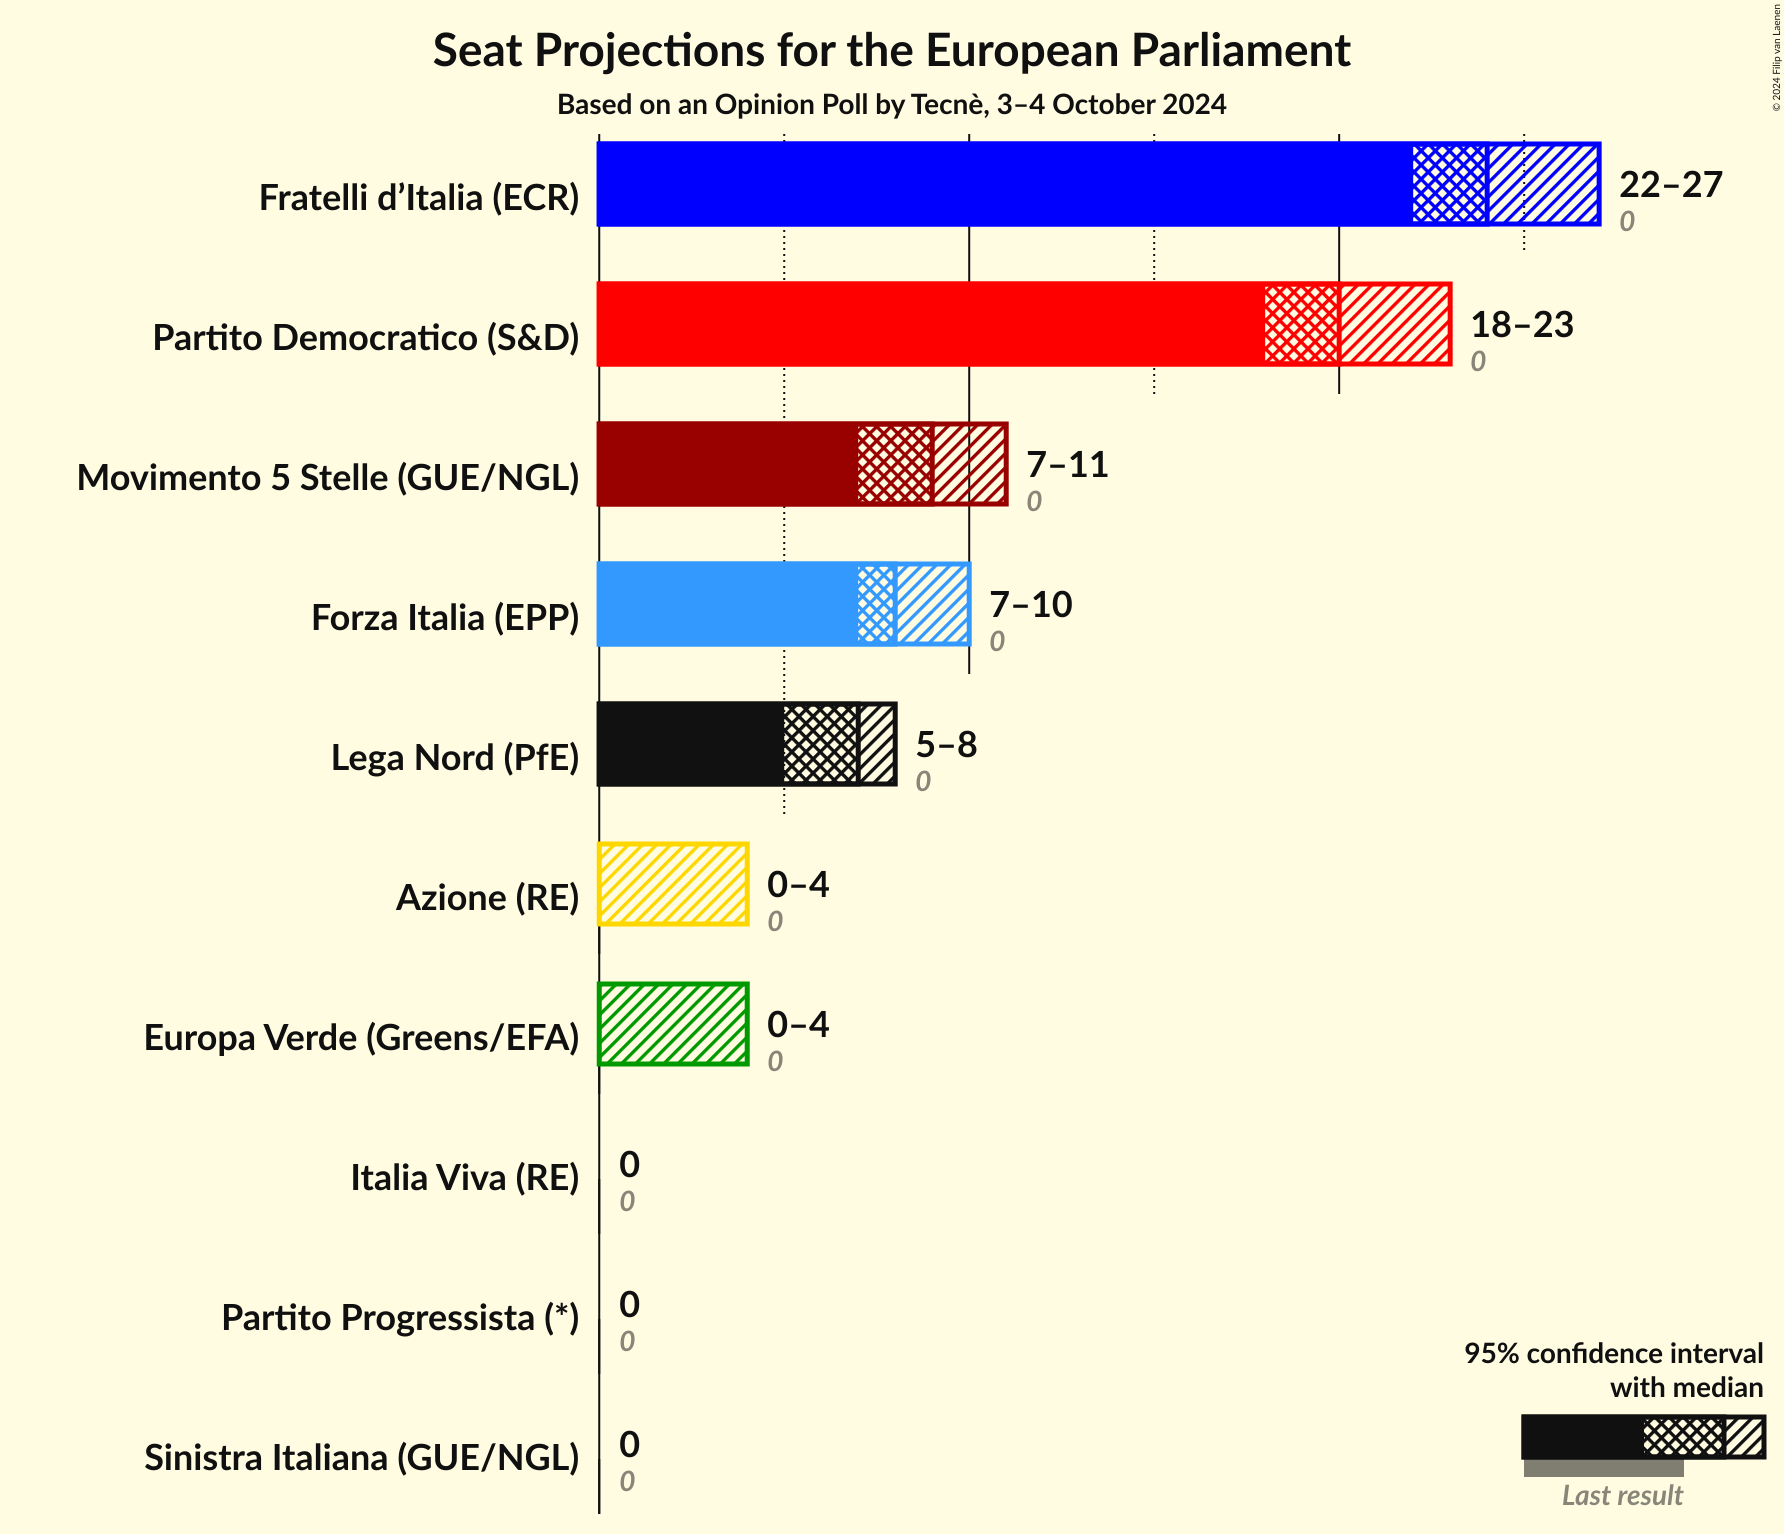 Seat Projections for the European Parliament
Based on an Opinion Poll by Tecnè, 3–4 October 2024
© 2024 Filip van Laenen
Fratelli d’Italia (ECR)
22–27
0
Partito Democratico (S&D)
18–23
0
Movimento 5 Stelle (GUE/NGL)
7–11
0
Forza Italia (EPP)
7–10
0
Lega Nord (PfE)
5–8
0
Azione (RE)
0–4
0
Europa Verde (Greens/EFA)
0–4
0
Italia Viva (RE)
0
0
Partito Progressista (*)
0
0
Sinistra Italiana (GUE/NGL)
0
0
95% confidence interval
with median
Last result